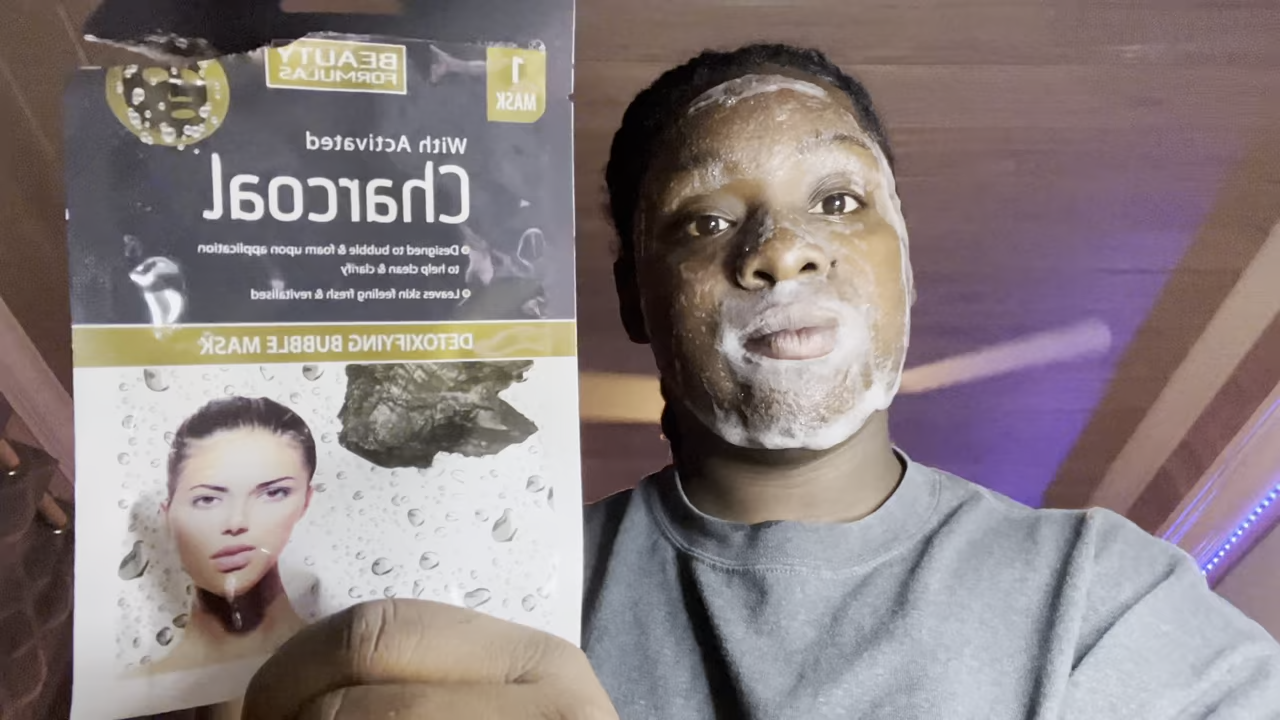 BEAUTY
FORMULAS
1
MASK
With Activated
Charcoal
Designed to bubble & foam upon application
to help clean & clarify
Leaves skin feeling fresh & revitalised
DETOXIFYING BUBBLE MASK